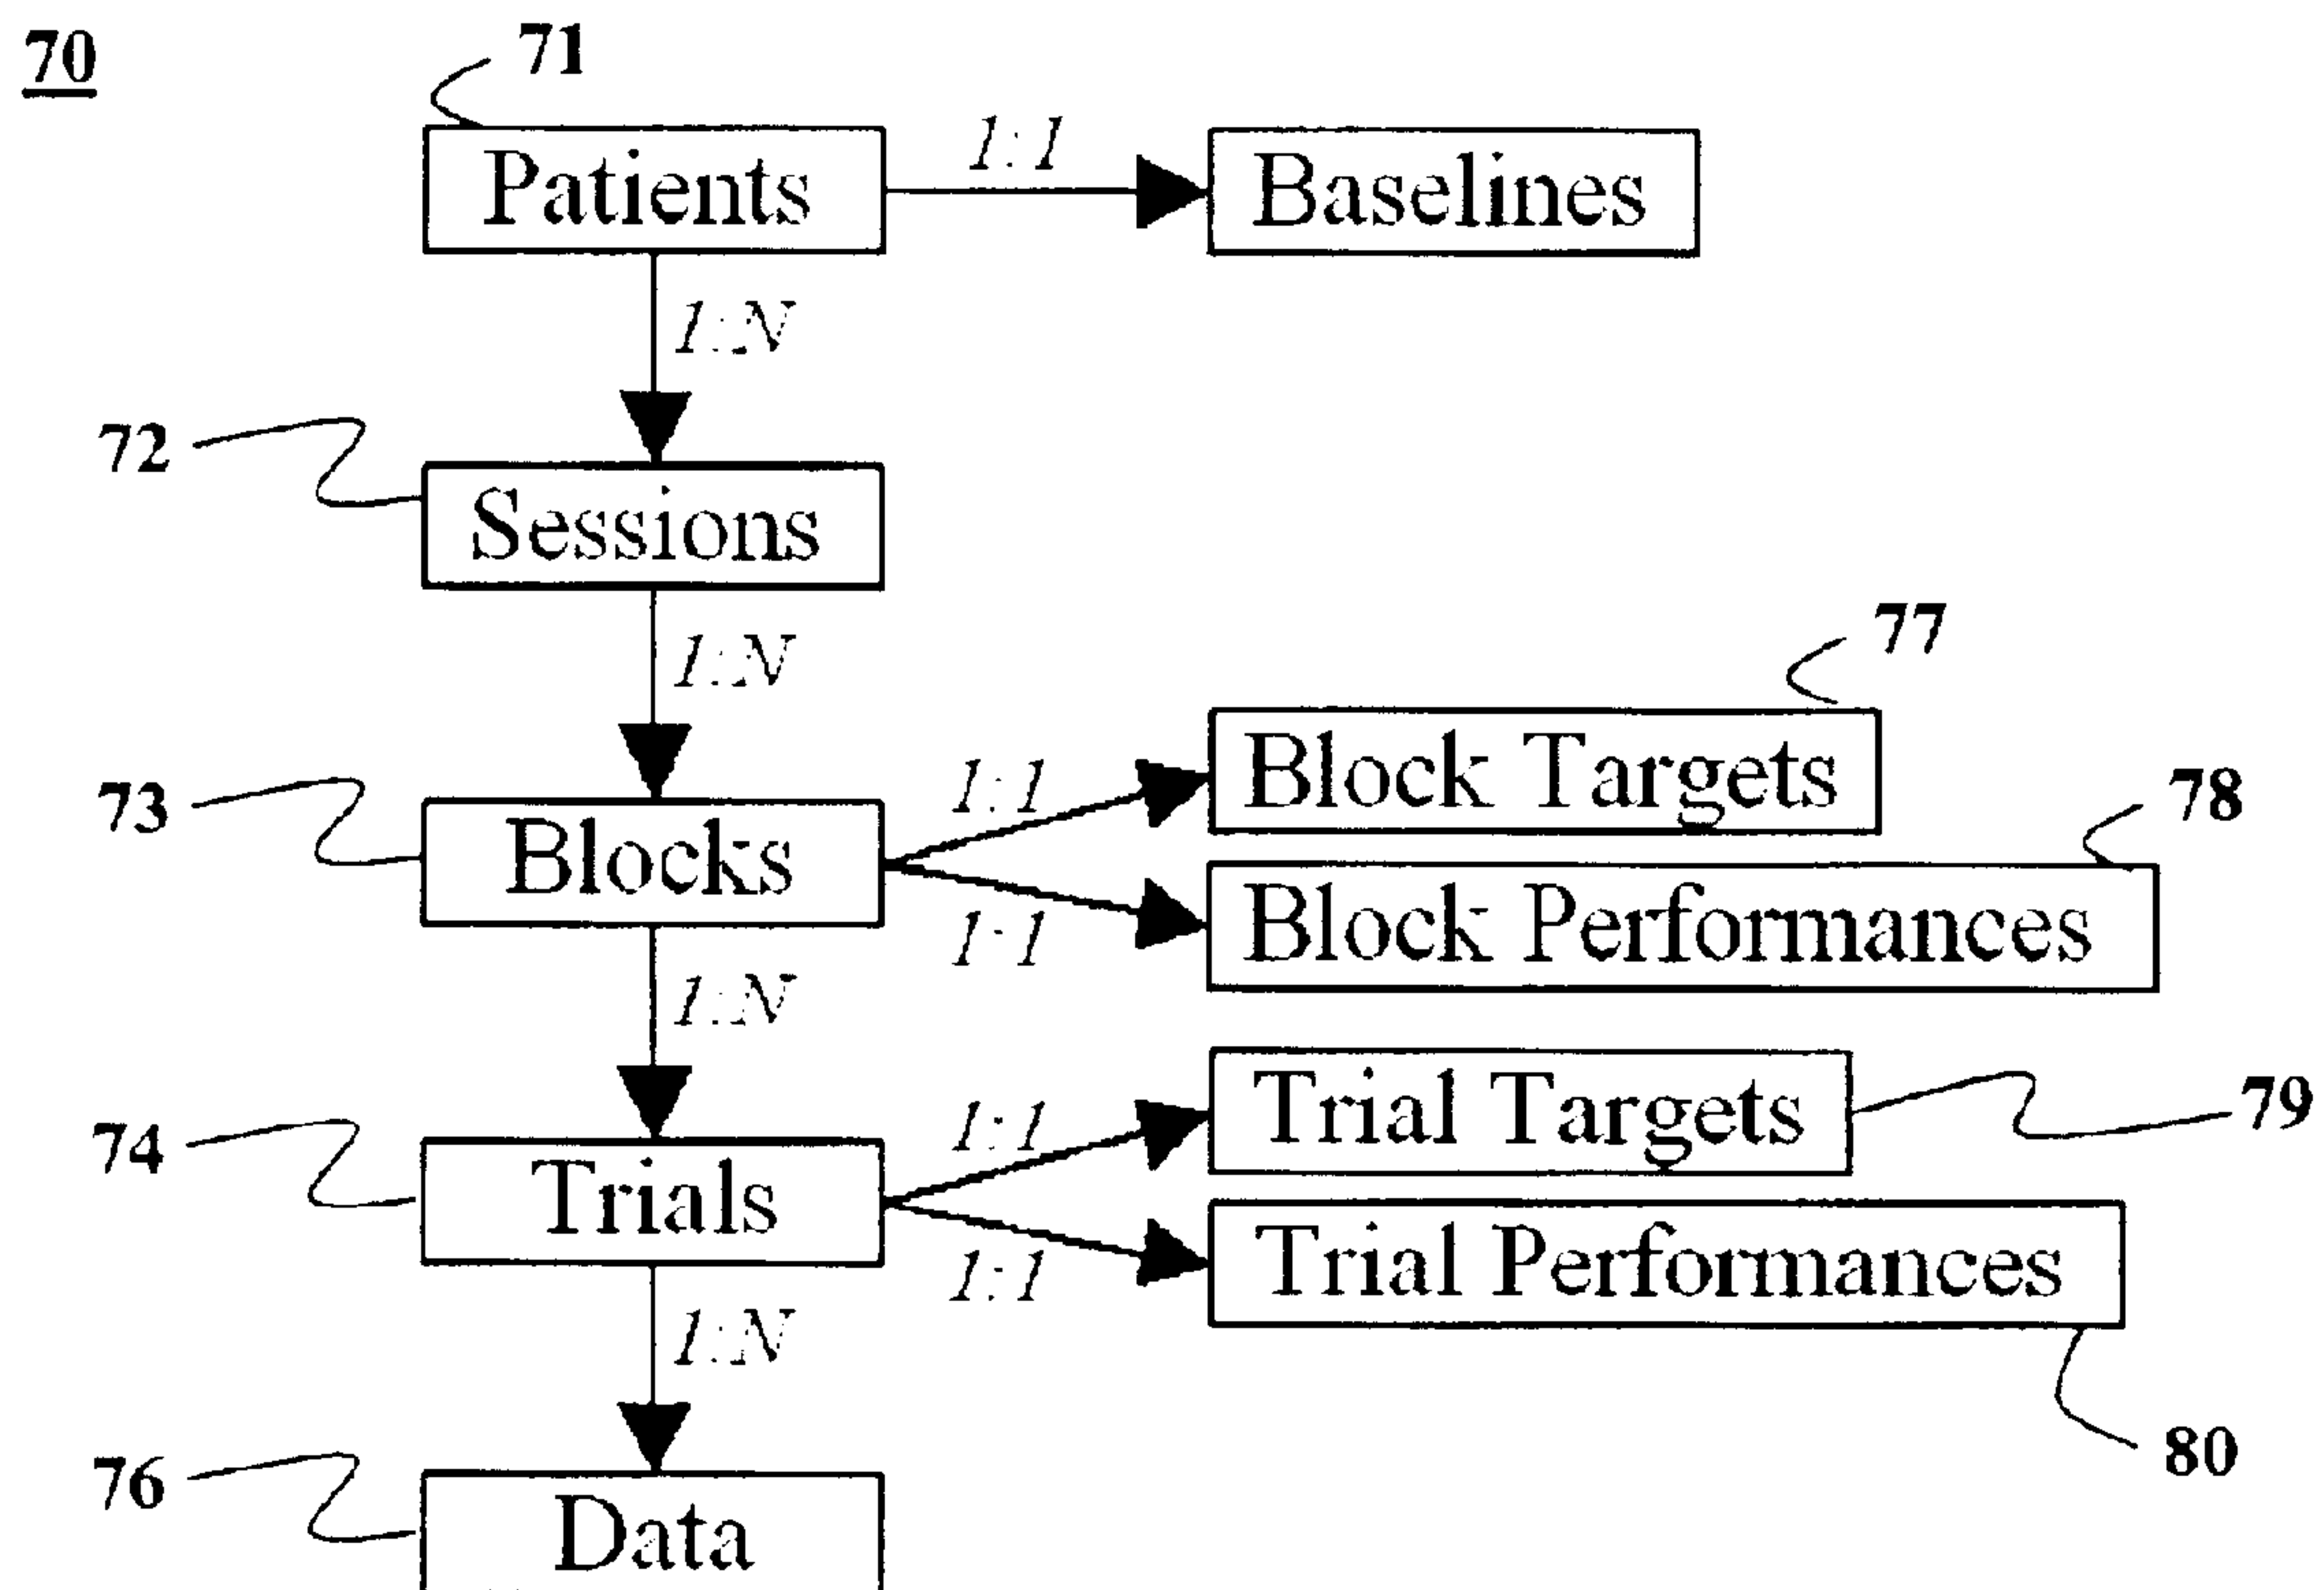 70
71
Patients
1:1
Baselines
1:N
72
Sessions
1:N
77
73
Blocks
1:1
Block Targets
78
1:1
Block Performances
1:N
74
Trials
1:1
Trial Targets
79
1:1
Trial Performances
80
1:N
76
Data